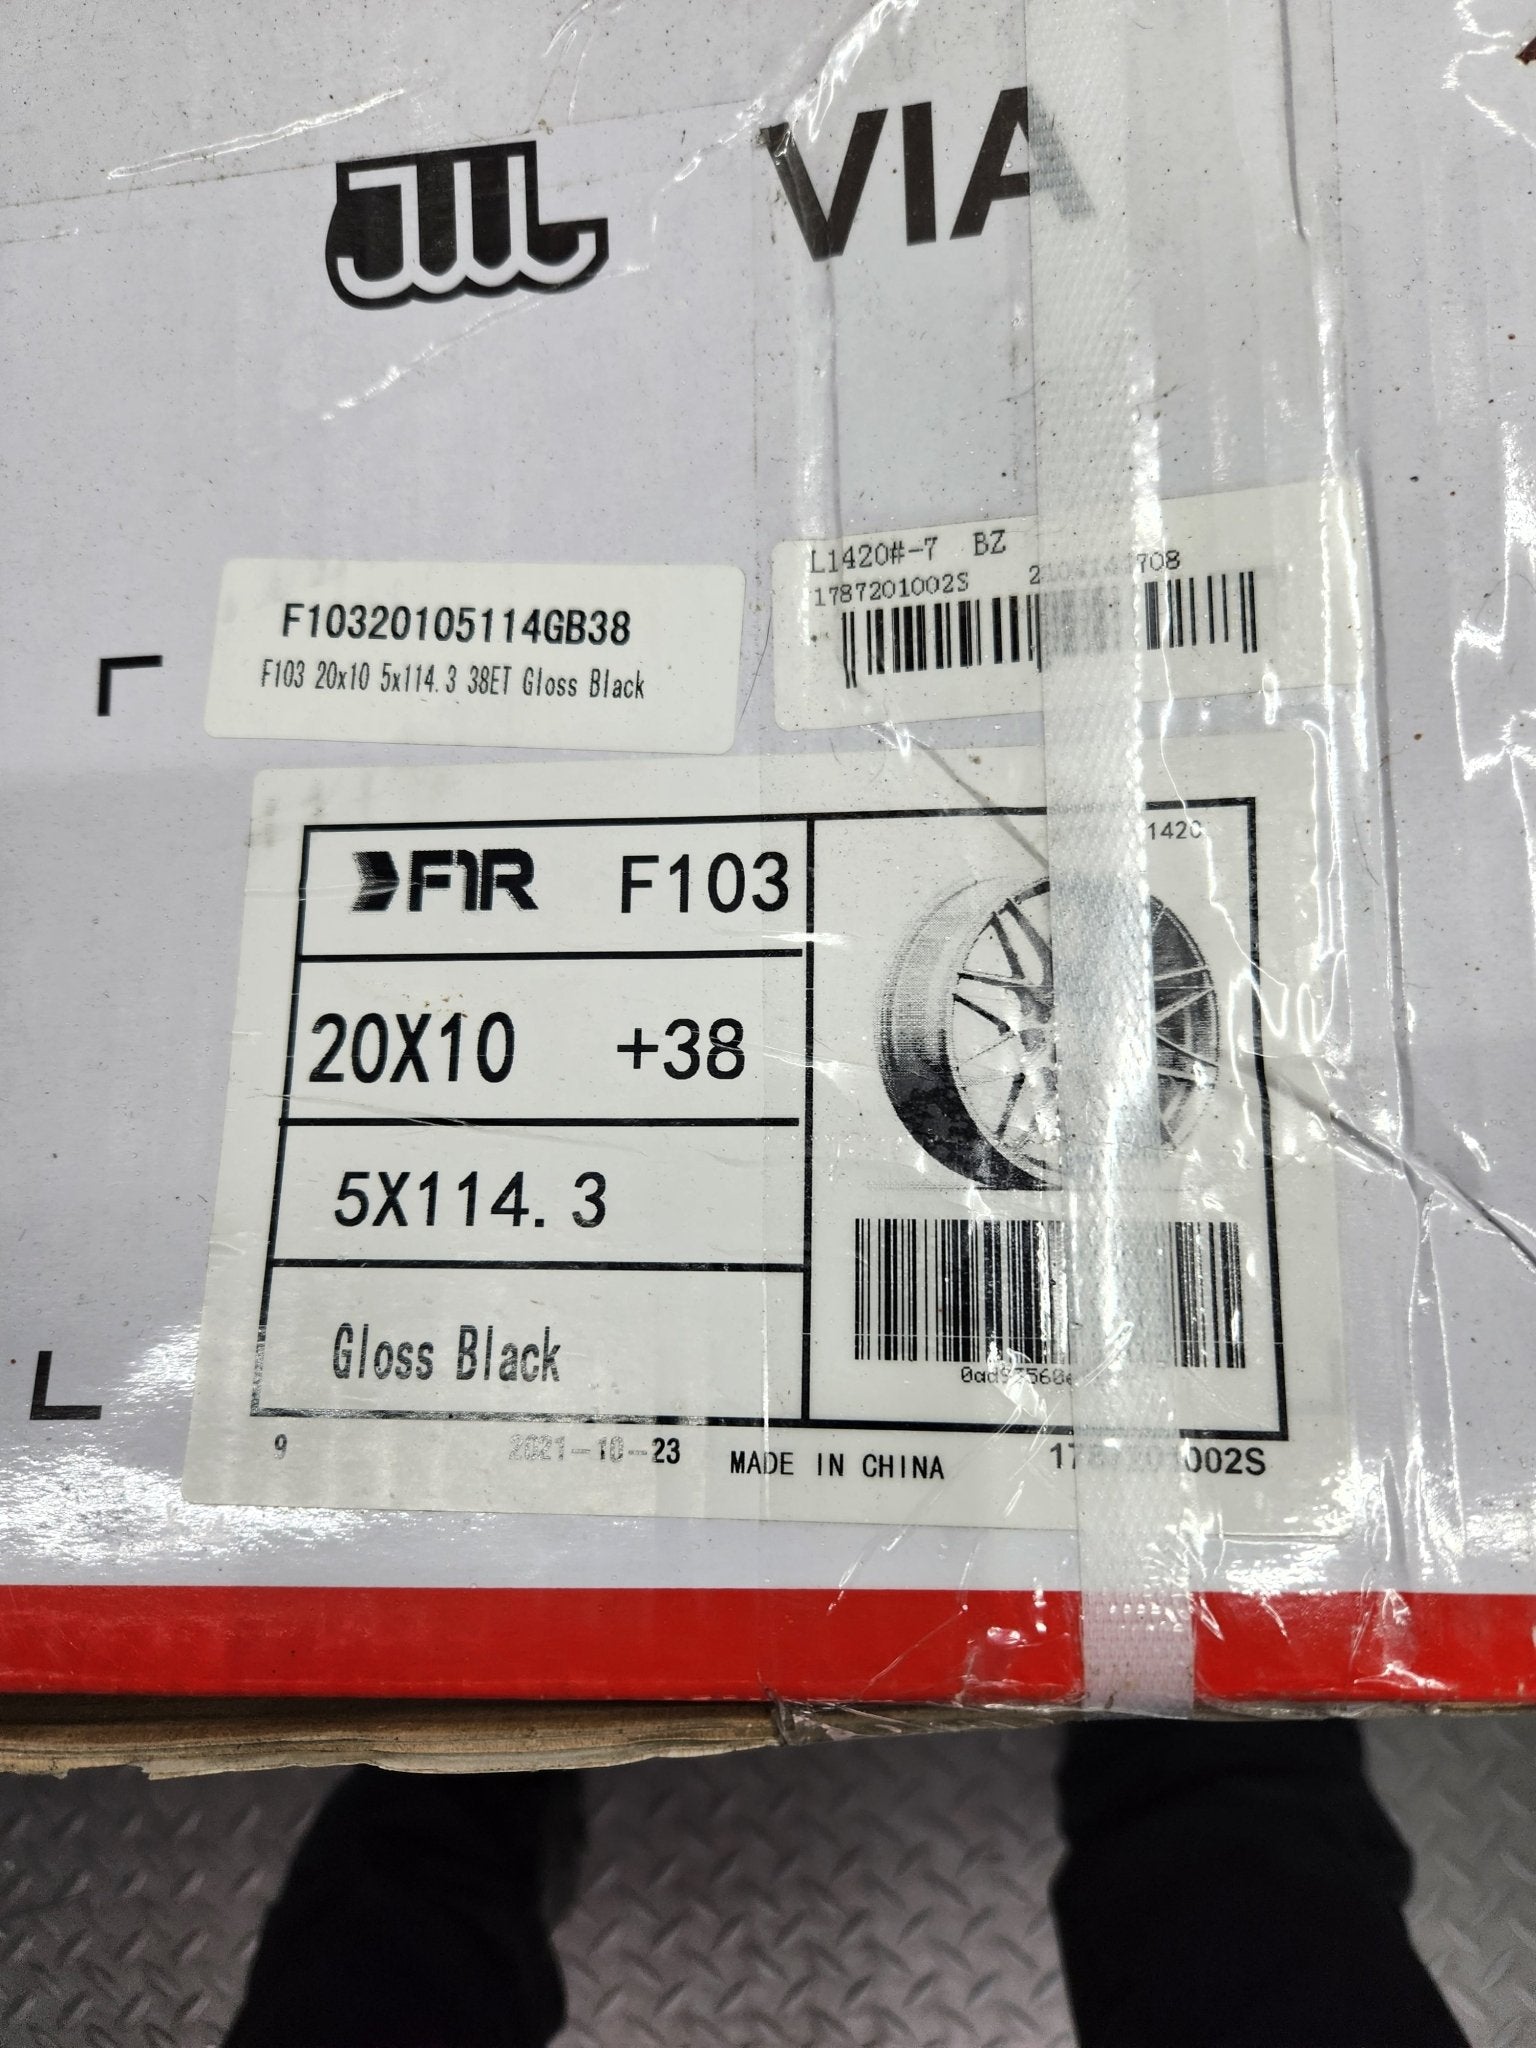 VIA
F10320105114GB38
F103 20x10 5x114.3 38ET Gloss Black
L1420#-7 BZ
1787201002S
F1R F103
20X10 +38
5X114.3
Gloss Black
9 2021-10-23 MADE IN CHINA 1787201002S